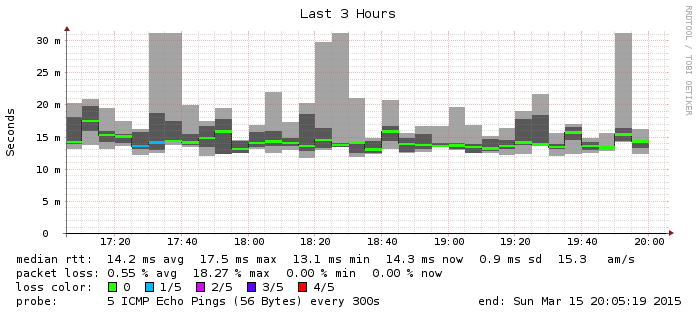 Last 3 Hours
RRDTOOL / TOBI OETIKER
Seconds
30 m
25 m
20 m
15 m
10 m
5 m
0
17:20 17:40 18:00 18:20 18:40 19:00 19:20 19:40 20:00
median rtt: 14.2 ms avg 17.5 ms max 13.1 ms min 14.3 ms now 0.9 ms sd 15.3 am/s
packet loss: 0.55 % avg 18.27 % max 0.00 % min 0.00 % now
loss color: 0 1/5 2/5 3/5 4/5
probe: 5 ICMP Echo Pings (56 Bytes) every 300s end: Sun Mar 15 20:05:19 2015